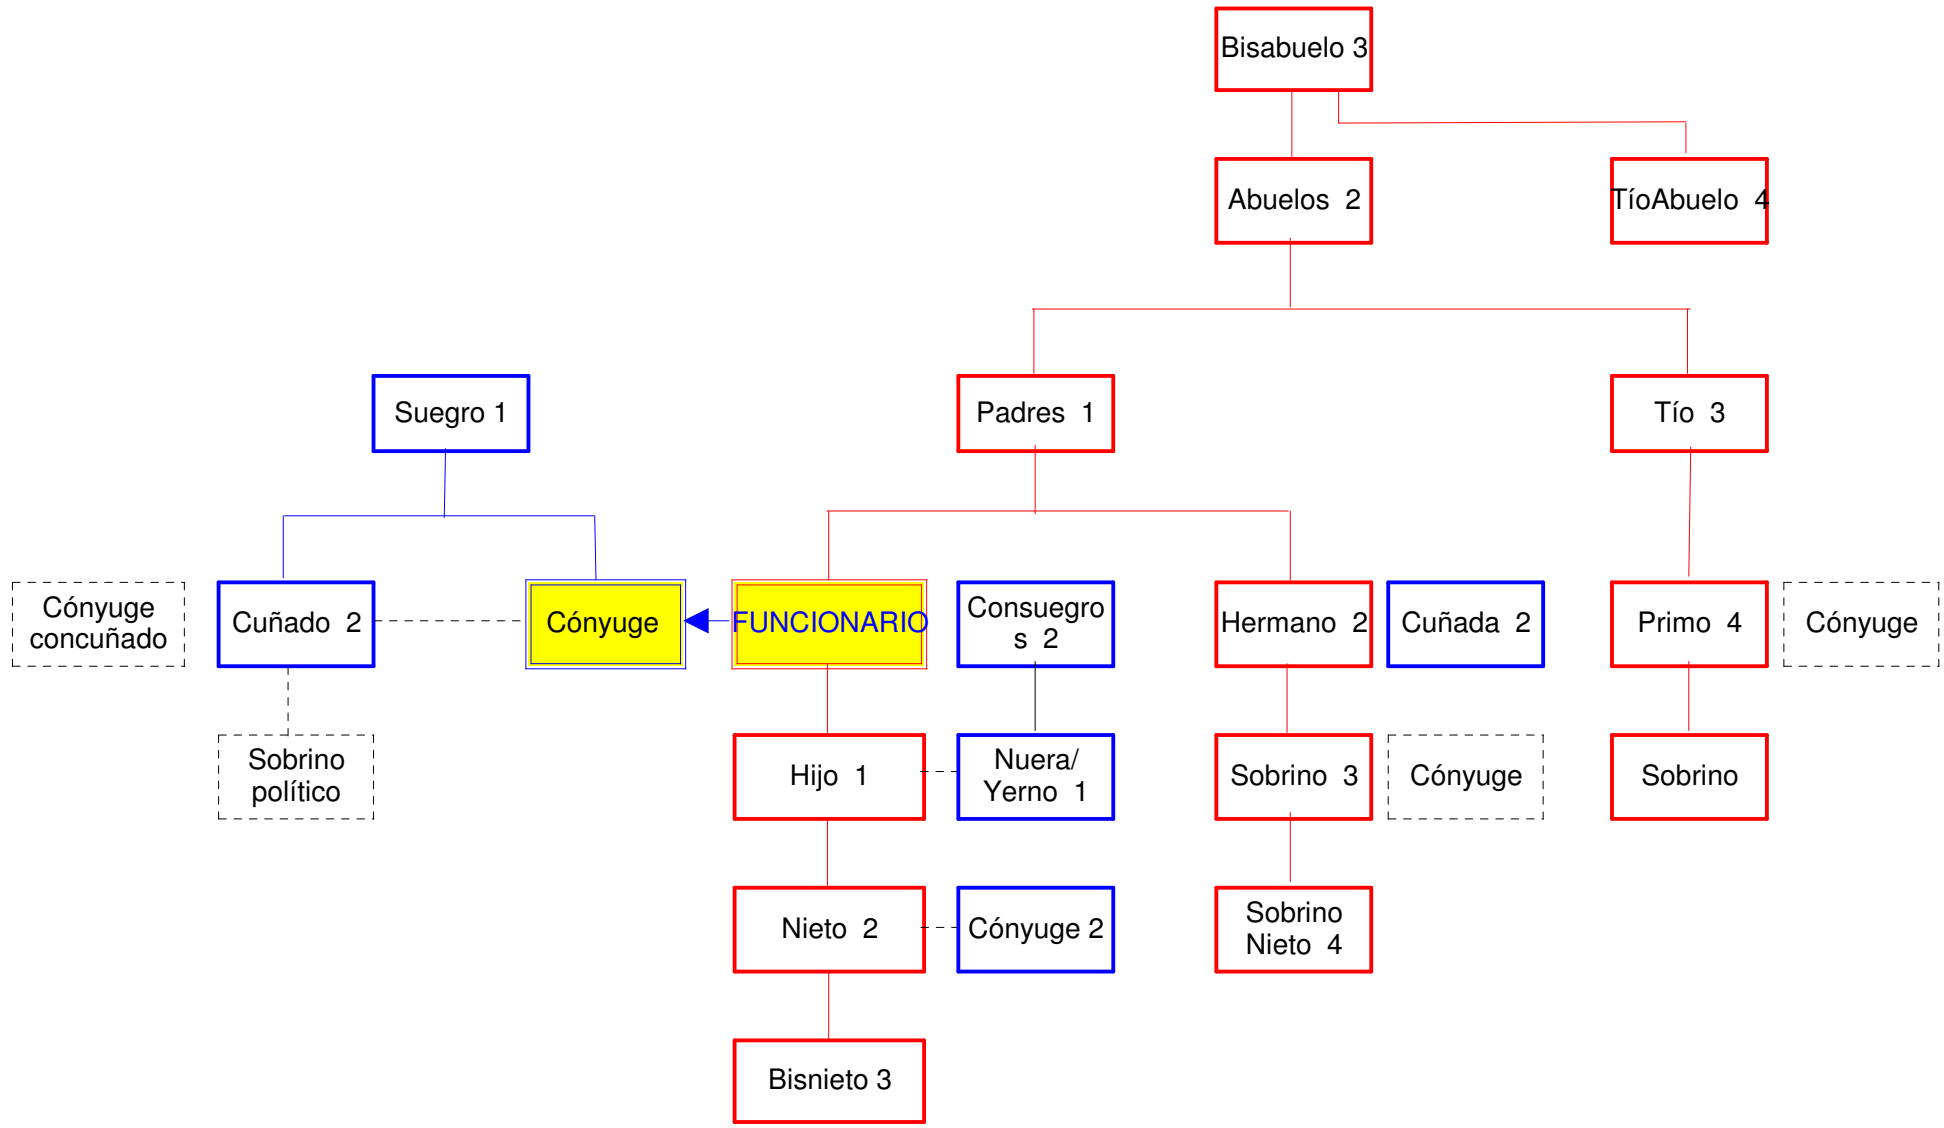 Bisabuelo 3
Abuelos 2
TíoAbuelo 4
Suegro 1
Padres 1
Tío 3
Cónyuge
concuñado
Cuñado 2
Cónyuge
FUNCIONARIO
Consuegro
s 2
Hermano 2
Cuñada 2
Primo 4
Cónyuge
Sobrino
político
Hijo 1
Nuera/
Yerno 1
Sobrino 3
Cónyuge
Sobrino
Nieto 2
Cónyuge 2
Sobrino
Nieto 4
Bisnieto 3